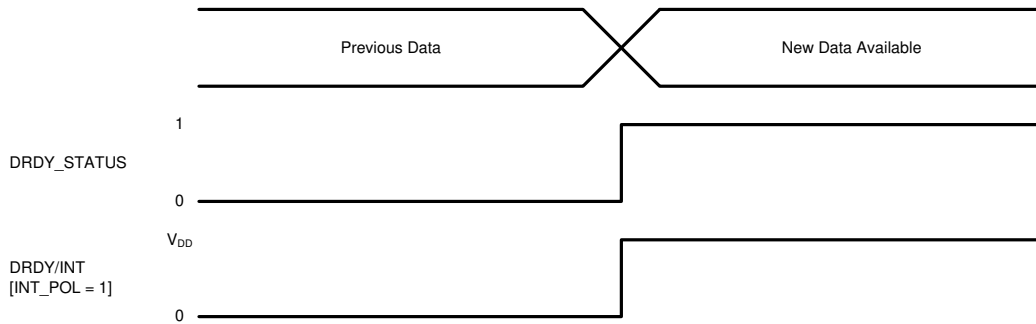 Previous Data
New Data Available
1
DRDY_STATUS
0
VDD
DRDY/INT
[INT_POL = 1]
0